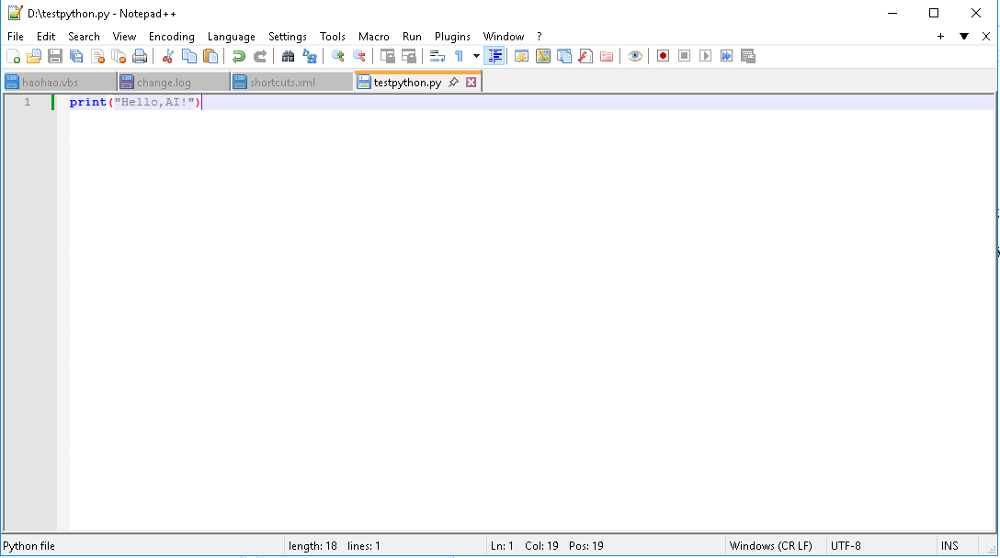 D:\testpython.py - Notepad++
File Edit Search View Encoding Language Settings Tools Macro Run Plugins Window ?
haohao.vbs change.log shortcuts.xml testpython.py
1 print("Hello,AI!")
Python file length: 18 lines: 1 Ln: 1 Col: 19 Pos: 19 Windows (CR LF) UTF-8 INS